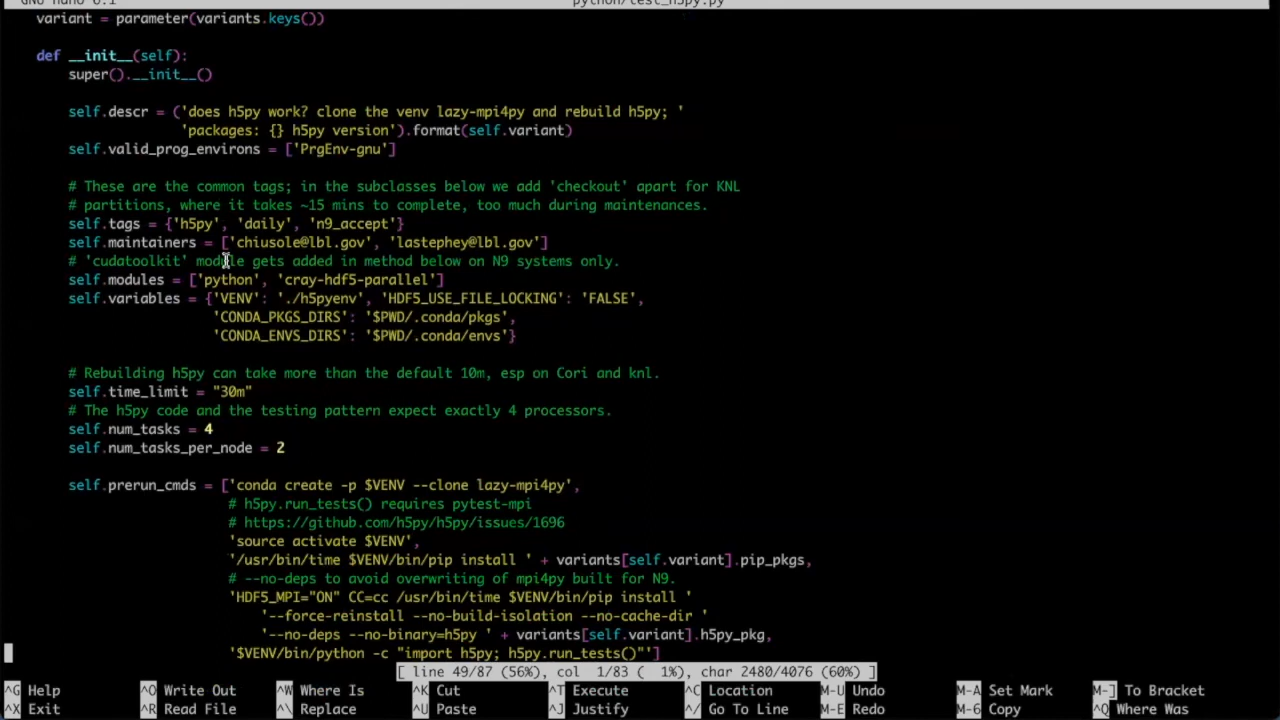 GNU nano 6.1 python/test_h5py.py
variant = parameter(variants.keys())
def __init__(self):
super().__init__()
self.descr = ('does h5py work? clone the venv lazy-mpi4py and rebuild h5py; '
'packages: {} h5py version').format(self.variant)
self.valid_prog_environs = ['PrgEnv-gnu']
# These are the common tags; in the subclasses below we add 'checkout' apart for KNL
# partitions, where it takes ~15 mins to complete, too much during maintenances.
self.tags = {'h5py', 'daily', 'n9_accept'}
self.maintainers = ['chiusole@lbl.gov', 'lastephey@lbl.gov']
# 'cudatoolkit' module gets added in method below on N9 systems only.
self.modules = ['python', 'cray-hdf5-parallel']
self.variables = {'VENV': './h5pyenv', 'HDF5_USE_FILE_LOCKING': 'FALSE',
'CONDA_PKGS_DIRS': '$PWD/.conda/pkgs',
'CONDA_ENVS_DIRS': '$PWD/.conda/envs'}
# Rebuilding h5py can take more than the default 10m, esp on Cori and knl.
self.time_limit = "30m"
# The h5py code and the testing pattern expect exactly 4 processors.
self.num_tasks = 4
self.num_tasks_per_node = 2
self.prerun_cmds = ['conda create -p $VENV --clone lazy-mpi4py',
# h5py.run_tests() requires pytest-mpi
# https://github.com/h5py/h5py/issues/1696
'source activate $VENV',
'/usr/bin/time $VENV/bin/pip install ' + variants[self.variant].pip_pkgs,
# --no-deps to avoid overwriting of mpi4py built for N9.
'HDF5_MPI="ON" CC=cc /usr/bin/time $VENV/bin/pip install '
'--force-reinstall --no-build-isolation --no-cache-dir '
'--no-deps --no-binary=h5py ' + variants[self.variant].h5py_pkg,
'$VENV/bin/python -c "import h5py; h5py.run_tests()"']
[ line 49/87 (56%), col 1/83 ( 1%), char 2480/4076 (60%) ]
^G Help ^O Write Out ^W Where Is ^K Cut ^T Execute ^C Location M-U Undo M-A Set Mark M-] To Bracket
^X Exit ^R Read File ^\ Replace ^U Paste ^J Justify ^/ Go To Line M-E Redo M-6 Copy ^Q Where Was